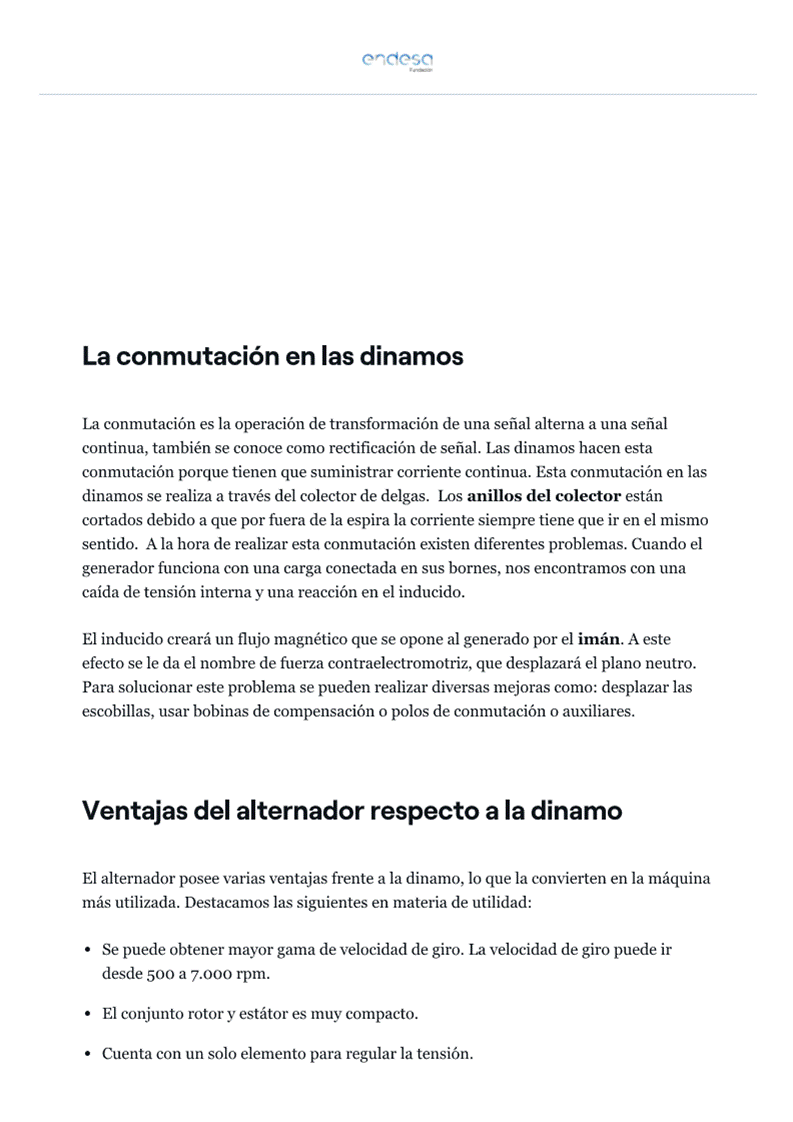 endesa
Fundación
La conmutación en las dinamos
La conmutación es la operación de transformación de una señal alterna a una señal
continua, también se conoce como rectificación de señal. Las dinamos hacen esta
conmutación porque tienen que suministrar corriente continua. Esta conmutación en las
dinamos se realiza a través del colector de delgas. Los anillos del colector están
cortados debido a que por fuera de la espira la corriente siempre tiene que ir en el mismo
sentido. A la hora de realizar esta conmutación existen diferentes problemas. Cuando el
generador funciona con una carga conectada en sus bornes, nos encontramos con una
caída de tensión interna y una reacción en el inducido.
El inducido creará un flujo magnético que se opone al generado por el imán. A este
efecto se le da el nombre de fuerza contraelectromotriz, que desplazará el plano neutro.
Para solucionar este problema se pueden realizar diversas mejoras como: desplazar las
escobillas, usar bobinas de compensación o polos de conmutación o auxiliares.
Ventajas del alternador respecto a la dinamo
El alternador posee varias ventajas frente a la dinamo, lo que la convierten en la máquina
más utilizada. Destacamos las siguientes en materia de utilidad:
• Se puede obtener mayor gama de velocidad de giro. La velocidad de giro puede ir
desde 500 a 7.000 rpm.
• El conjunto rotor y estátor es muy compacto.
• Cuenta con un solo elemento para regular la tensión.